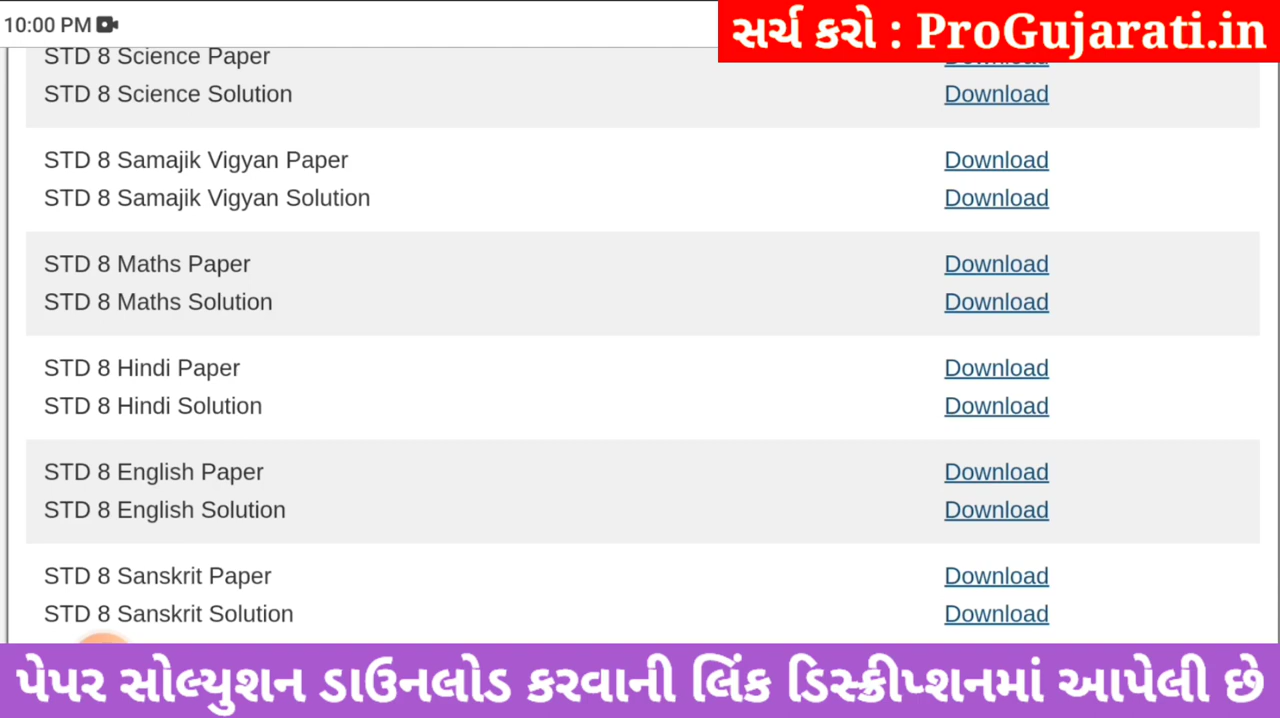 10:00 PM
સર્ચ કરો : ProGujarati.in
STD 8 Science Paper Download
STD 8 Science Solution Download
STD 8 Samajik Vigyan Paper Download
STD 8 Samajik Vigyan Solution Download
STD 8 Maths Paper Download
STD 8 Maths Solution Download
STD 8 Hindi Paper Download
STD 8 Hindi Solution Download
STD 8 English Paper Download
STD 8 English Solution Download
STD 8 Sanskrit Paper Download
STD 8 Sanskrit Solution Download
પેપર સોલ્યુશન ડાઉનલોડ કરવાની લિંક ડિસ્ક્રીપ્શનમાં આપેલી છે